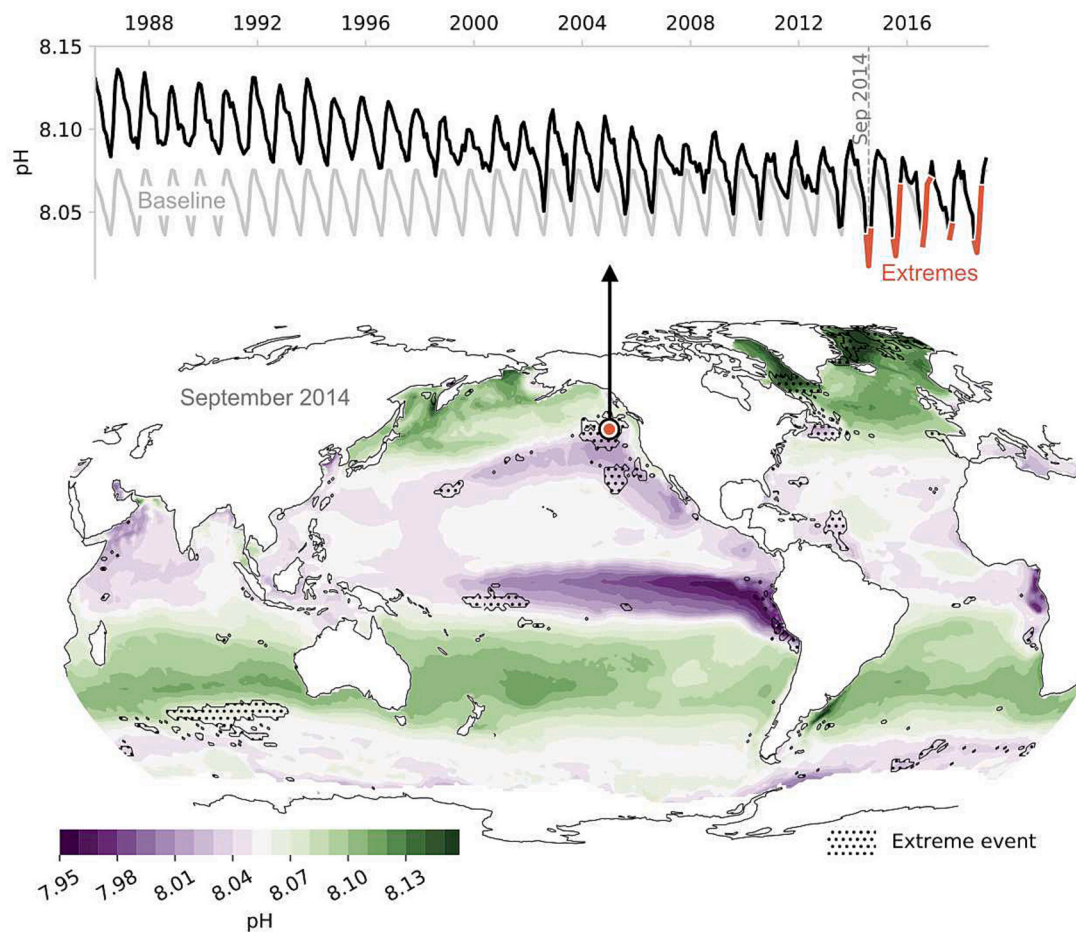 1988 1992 1996 2000 2004 2008 2012 2016
8.15
8.10
8.05
pH
Sep 2014
Baseline
Extremes
September 2014
Extreme event
7.95 7.98 8.01 8.04 8.07 8.10 8.13
pH